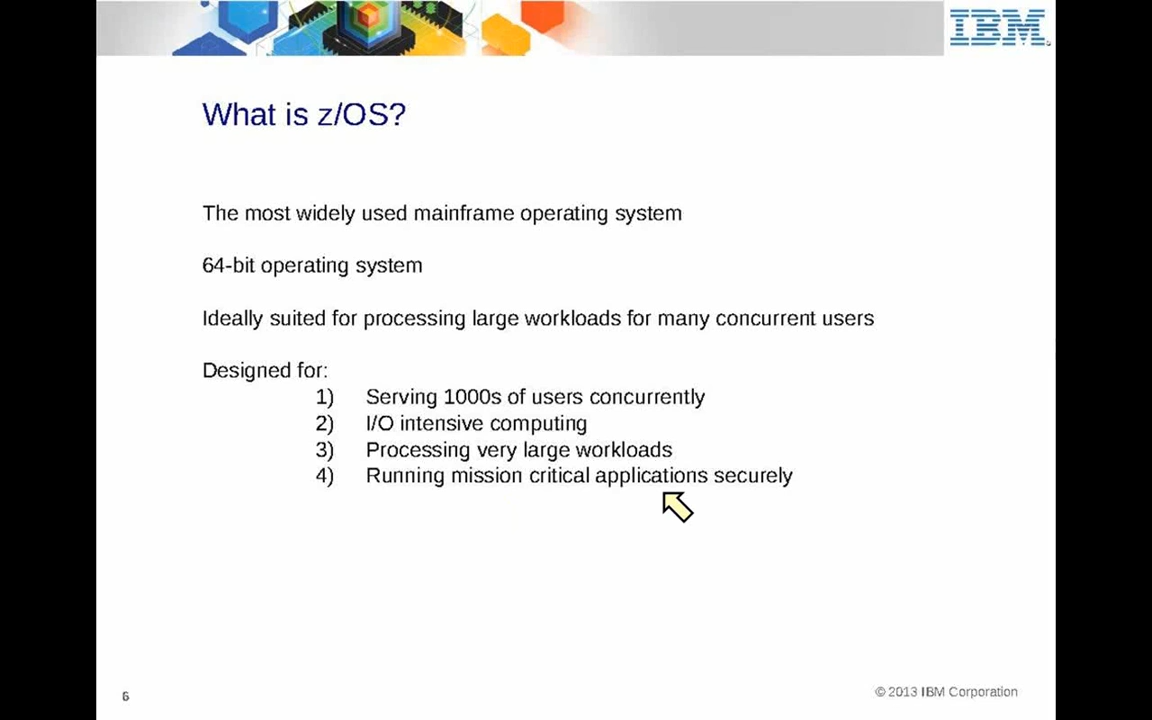 IBM
What is z/OS?
The most widely used mainframe operating system
64-bit operating system
Ideally suited for processing large workloads for many concurrent users
Designed for:
1) Serving 1000s of users concurrently
2) I/O intensive computing
3) Processing very large workloads
4) Running mission critical applications securely
6
© 2013 IBM Corporation